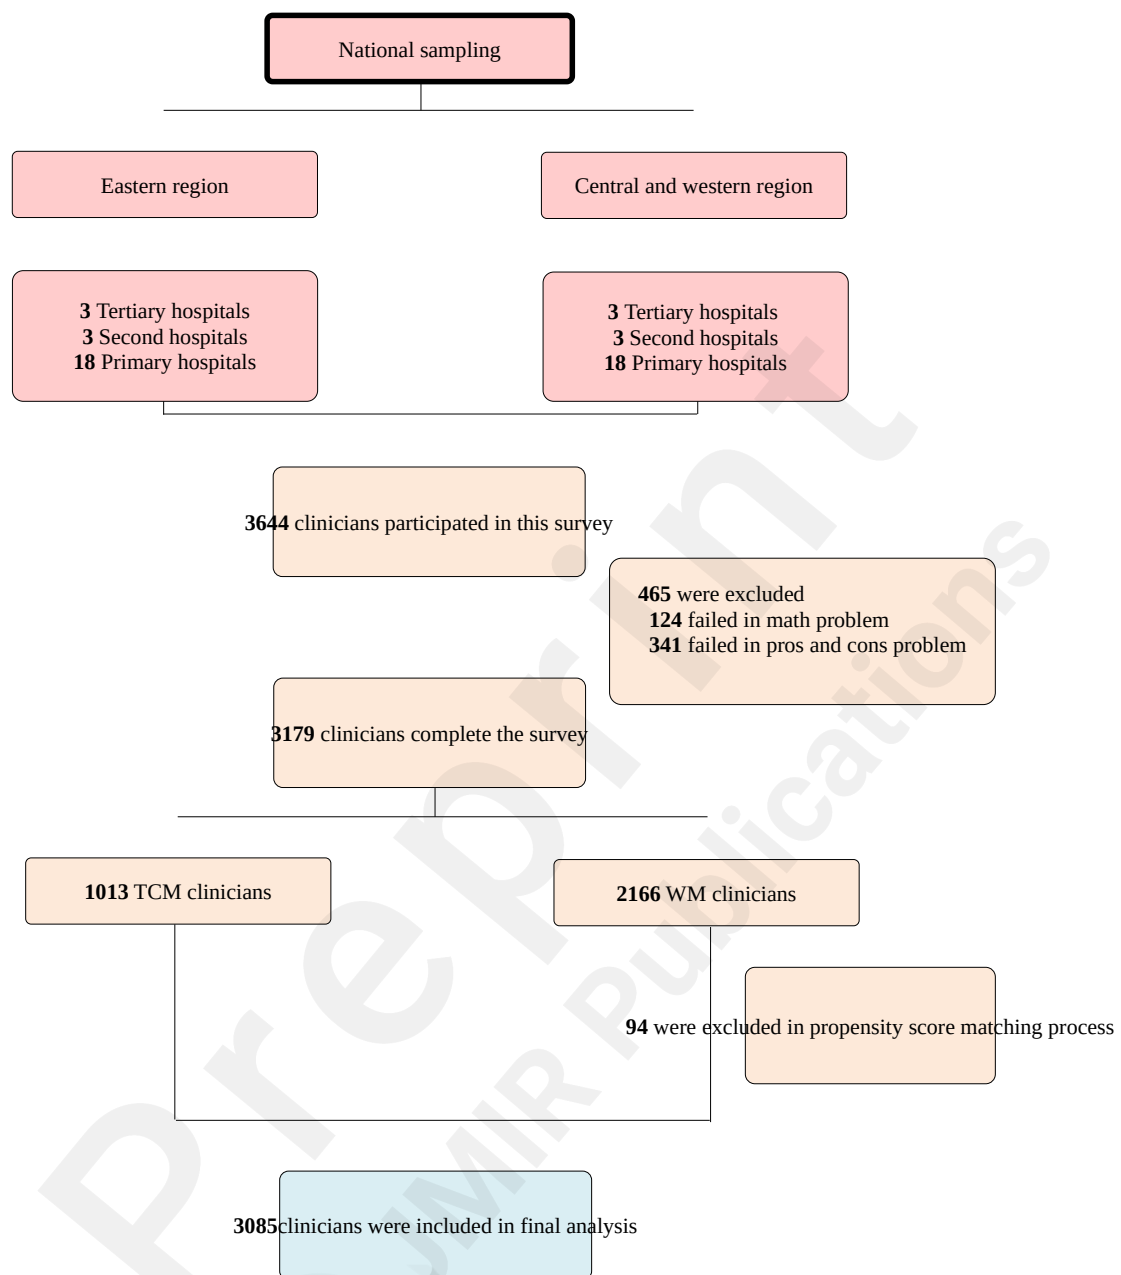 National sampling
Eastern region
Central and western region
3 Tertiary hospitals
3 Second hospitals
18 Primary hospitals
3 Tertiary hospitals
3 Second hospitals
18 Primary hospitals
3644 clinicians participated in this survey
465 were excluded
124 failed in math problem
341 failed in pros and cons problem
3179 clinicians complete the survey
1013 TCM clinicians
2166 WM clinicians
94 were excluded in propensity score matching process
3085clinicians were included in final analysis
Preprint
JMIR Publications